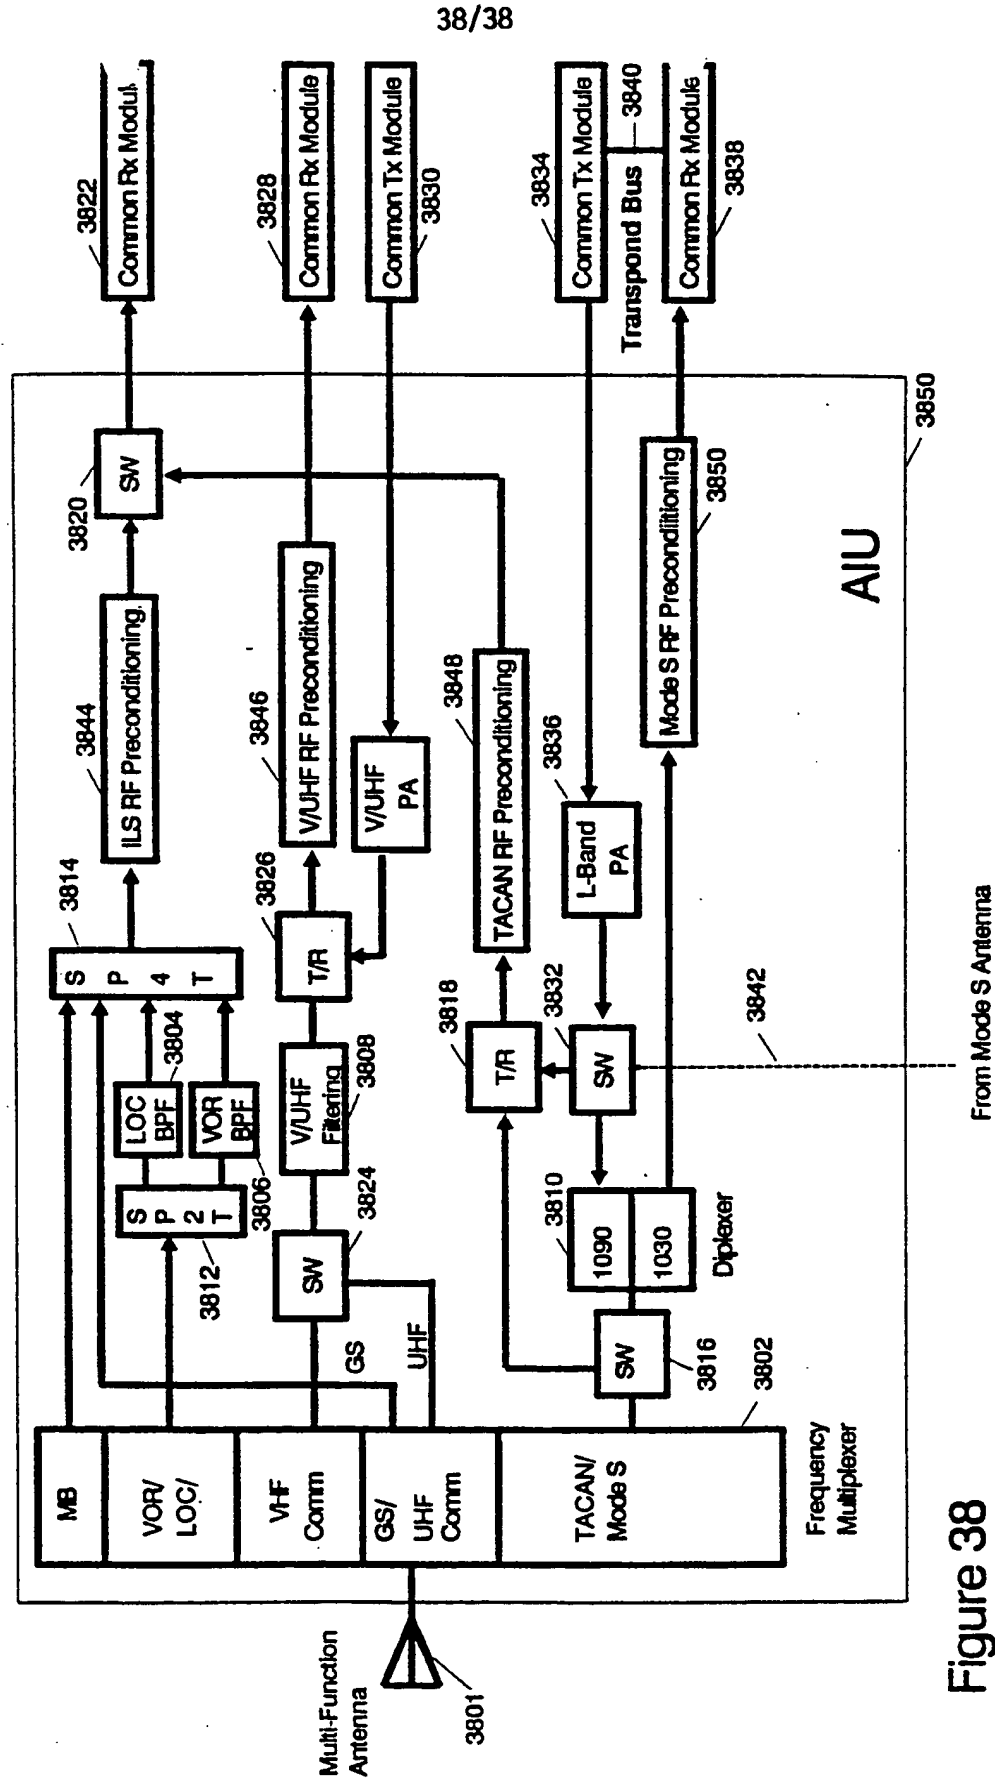 38/38
Multi-Function
Antenna
3801
MB
VOR/
LOC/
VHF
Comm
GS/
UHF
Comm
TACAN/
Mode S
Frequency
Multiplexer
3802
GS
UHF
S P 2 T
3812
LOC
BPF
3804
VOR
BPF
3806
S P 4 T
3814
ILS RF Preconditioning.
3844
SW
3820
Common Rx Modul
3822
SW
3824
V/UHF
Filtering
3808
T/R
3826
V/UHF RF Preconditioning
3846
Common Rx Module
3828
V/UHF
PA
Common Tx Module
3830
SW
3816
1090
1030
3810
Diplexer
T/R
3818
TACAN RF Preconditioning
3848
SW
3832
L-Band
PA
3836
Common Tx Module
3834
Transpond Bus
3840
Mode S RF Preconditiitioning
3850
Common Rx Module
3838
AIU
3850
3842
From Mode S Antenna
Figure 38